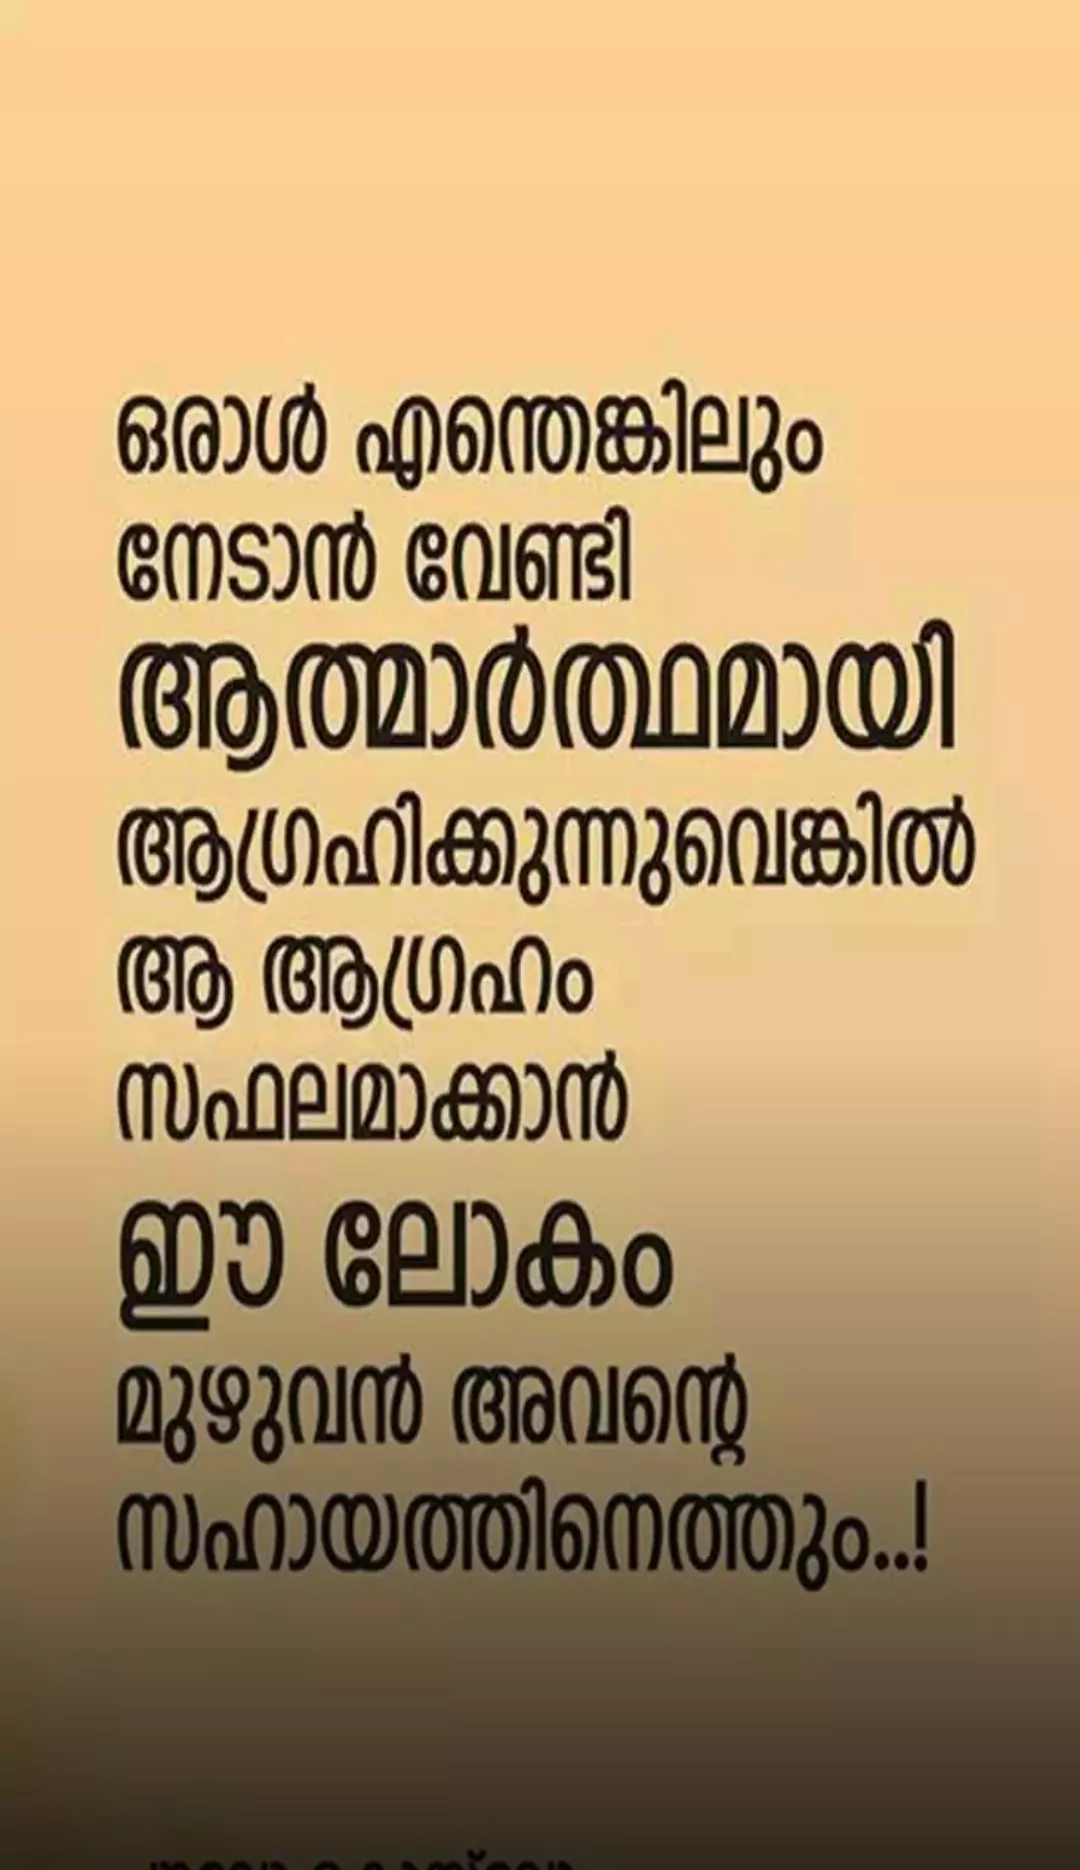 ഒരാൾ എന്തെങ്കിലും
നേടാൻ വേണ്ടി
ആത്മാർത്ഥമായി
ആഗ്രഹിക്കുന്നുവെങ്കിൽ
ആ ആഗ്രഹം
സഫലമാക്കാൻ
ഈ ലോകം
മുഴുവൻ അവന്റെ
സഹായത്തിനെത്തും..!